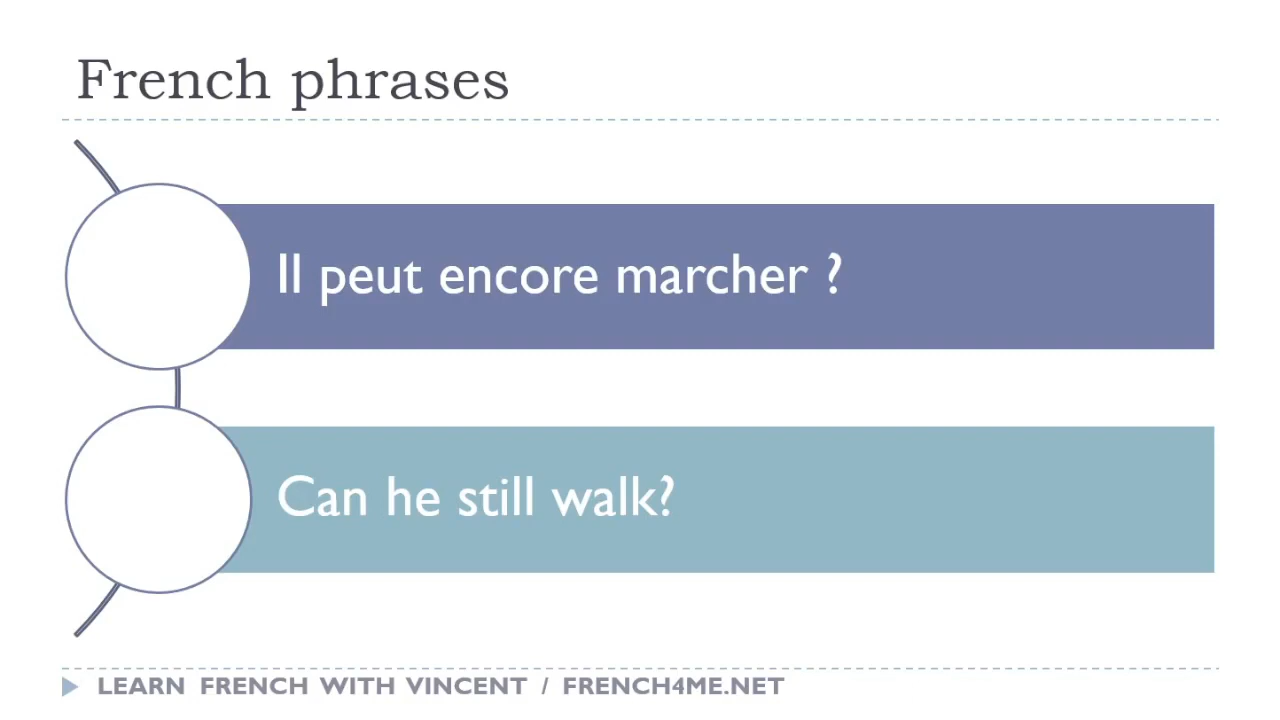 French phrases
Il peut encore marcher ?
Can he still walk?
LEARN FRENCH WITH VINCENT / FRENCH4ME.NET